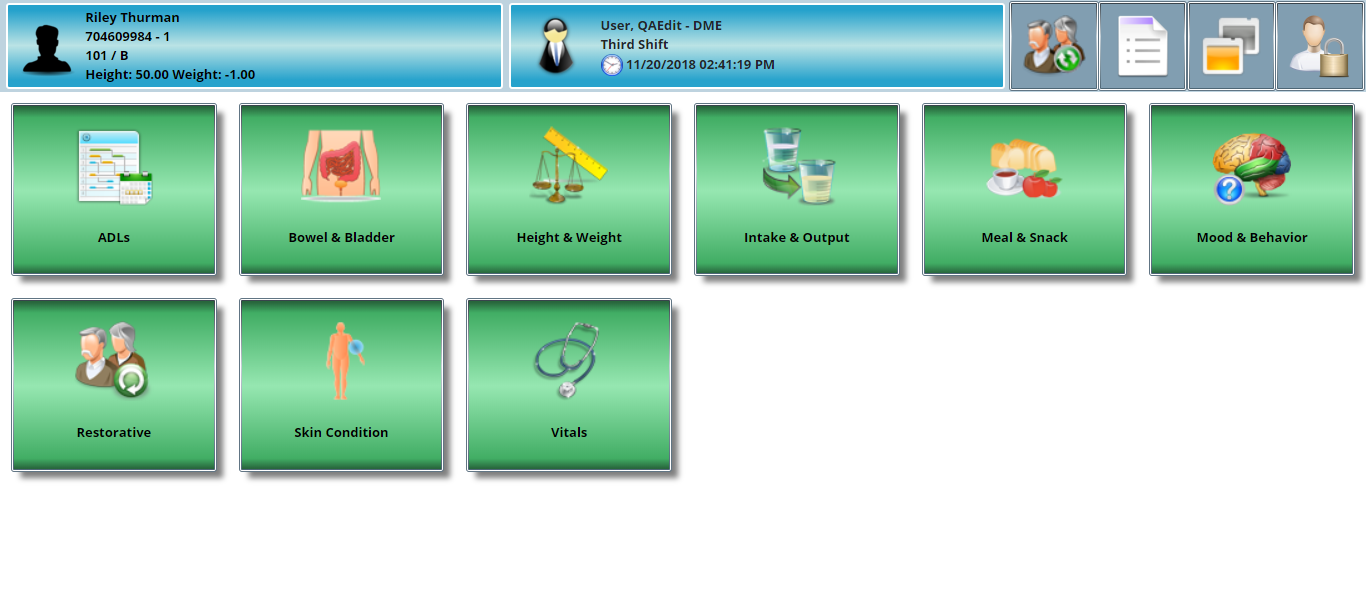 Riley Thurman
704609984 - 1
101 / B
Height: 50.00 Weight: -1.00
User, QAEdit - DME
Third Shift
11/20/2018 02:41:19 PM
ADLs
Bowel & Bladder
Height & Weight
Intake & Output
Meal & Snack
Mood & Behavior
Restorative
Skin Condition
Vitals